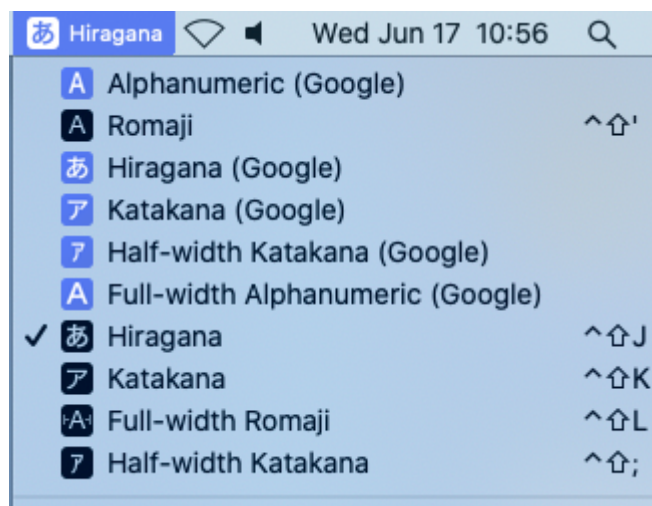 あ Hiragana Wed Jun 17 10:56
A Alphanumeric (Google)
A Romaji ^⇧'
あ Hiragana (Google)
ア Katakana (Google)
ｱ Half-width Katakana (Google)
A Full-width Alphanumeric (Google)
✓ あ Hiragana ^⇧J
ア Katakana ^⇧K
A Full-width Romaji ^⇧L
ｱ Half-width Katakana ^⇧;